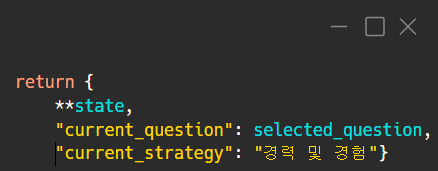 return {
    **state,
    "current_question": selected_question,
    "current_strategy": "경력 및 경험"}